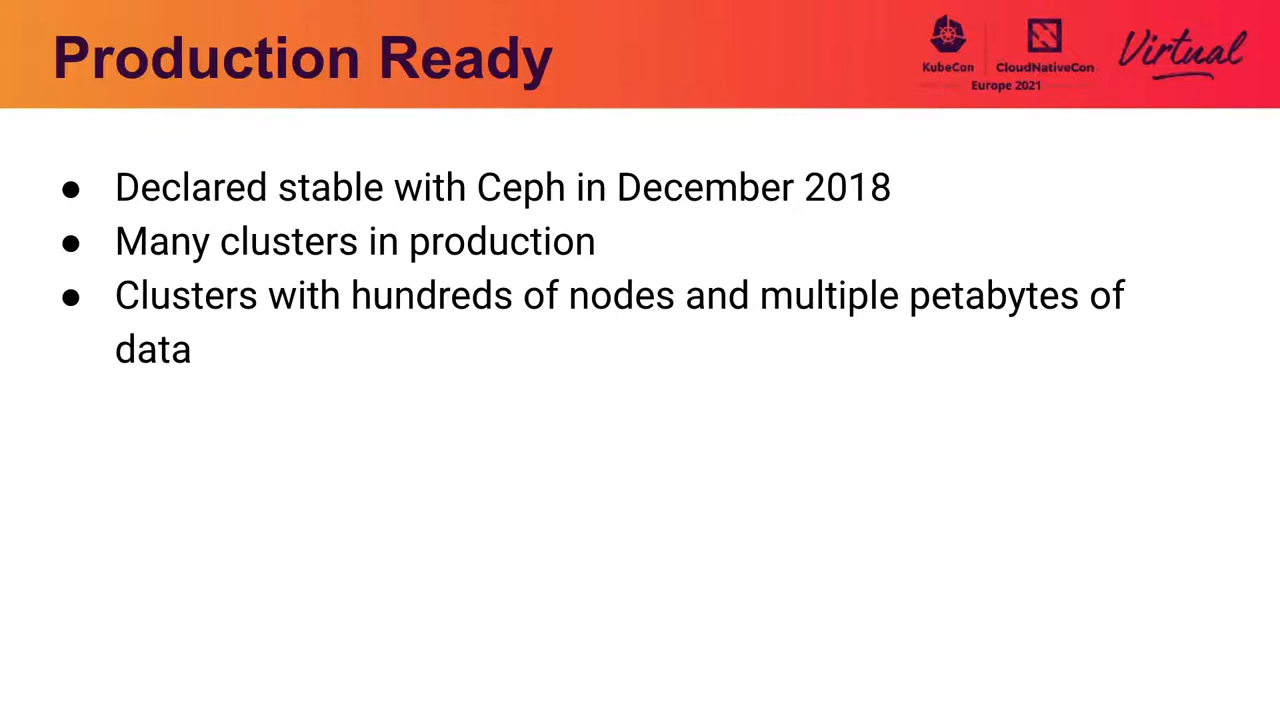 Production Ready
KubeCon
CloudNativeCon
Europe 2021
Virtual
● Declared stable with Ceph in December 2018
● Many clusters in production
● Clusters with hundreds of nodes and multiple petabytes of
data